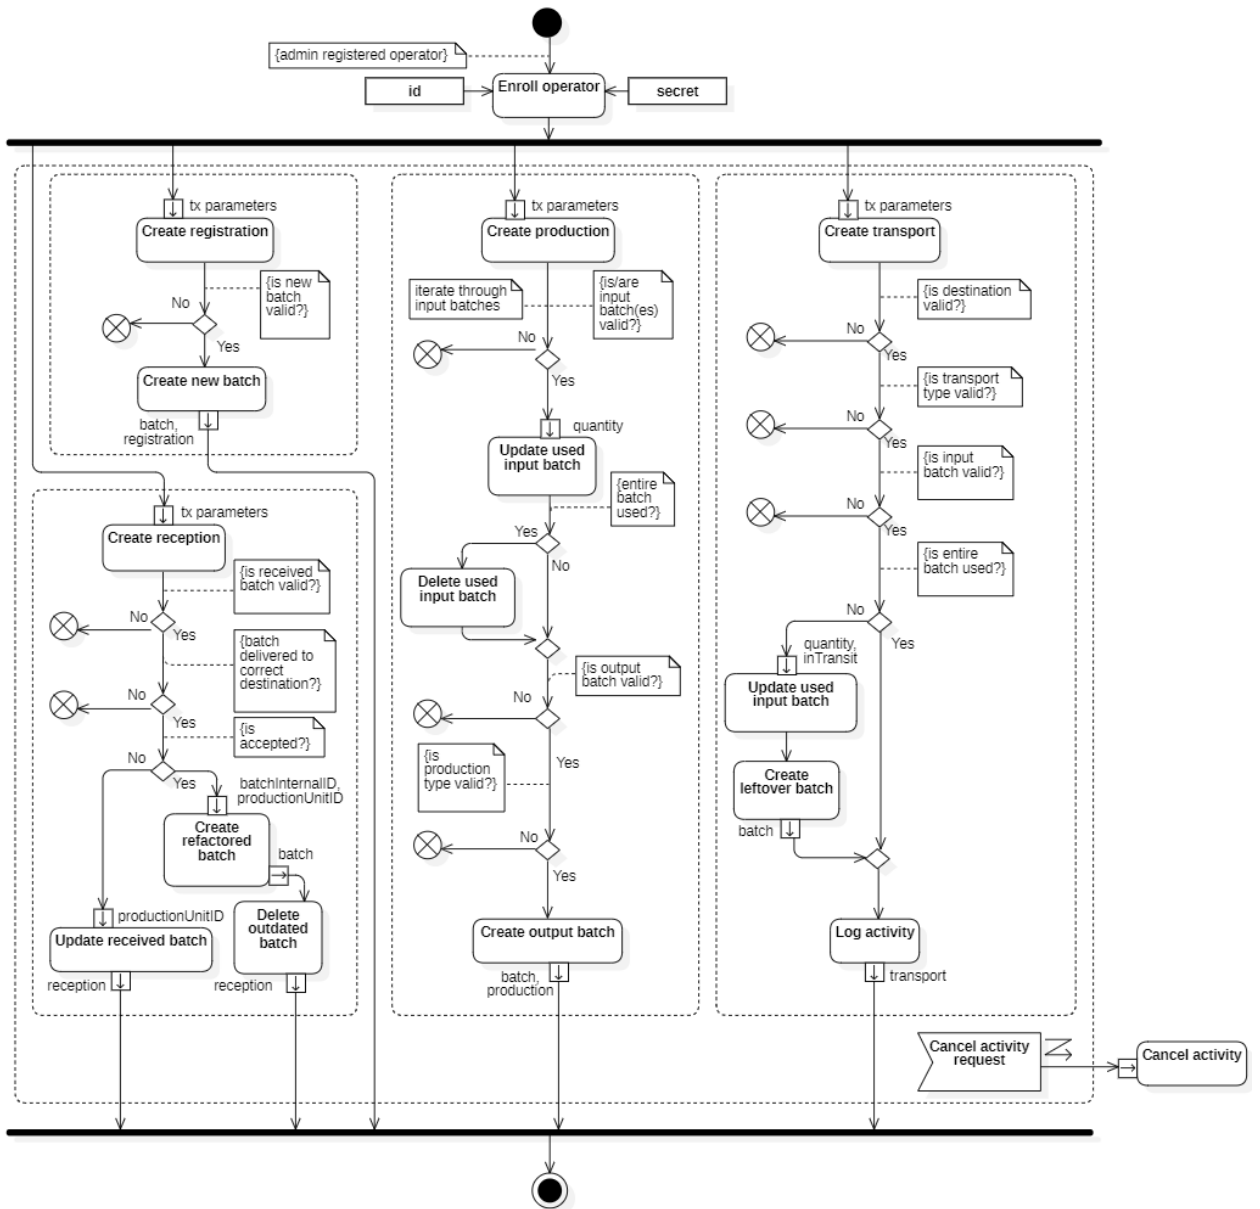 {admin registered operator}
id
Enroll operator
secret
tx parameters
Create registration
{is new
batch
valid?}
No
Yes
Create new batch
batch,
registration
tx parameters
Create reception
{is received
batch valid?}
No
Yes
{batch
delivered to
correct
destination?}
No
Yes
{is
accepted?}
No
Yes
batchInternalID,
productionUnitID
Create
refactored
batch
batch
productionUnitID
Update received batch
reception
Delete
outdated
batch
reception
tx parameters
Create production
iterate through
input batches
{is/are
input
batch(es)
valid?}
No
Yes
quantity
Update used
input batch
{entire
batch
used?}
Yes
No
Delete used
input batch
{is output
batch valid?}
No
Yes
{is
production
type valid?}
No
Yes
Create output batch
batch,
production
tx parameters
Create transport
{is destination
valid?}
No
Yes
{is transport
type valid?}
No
Yes
{is input
batch valid?}
No
Yes
{is entire
batch used?}
No
Yes
quantity,
inTransit
Update used
input batch
Create
leftover batch
batch
Log activity
transport
Cancel activity
request
Cancel activity